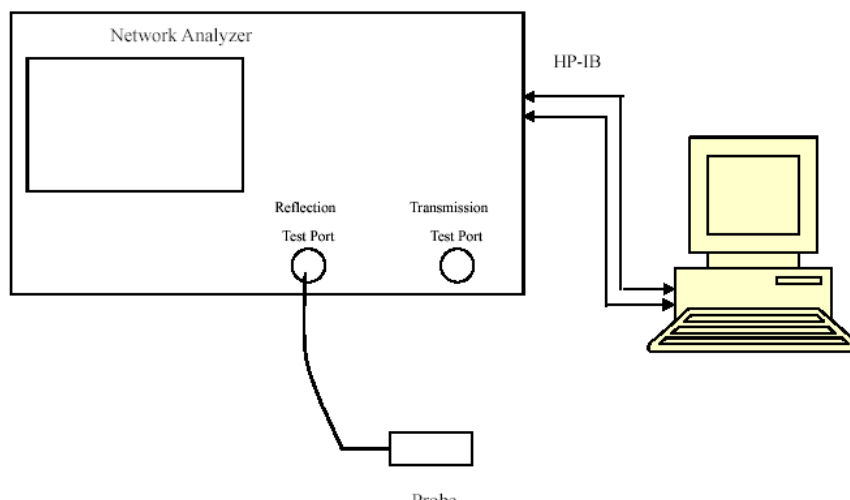 Network Analyzer
HP-IB
Reflection
Test Port
Transmission
Test Port
Probe